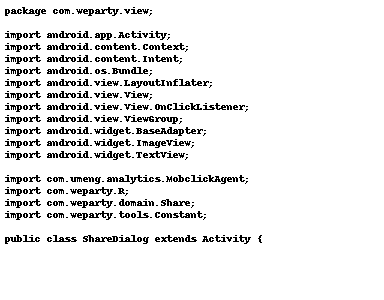 package com.weparty.view;
import android.app.Activity;
import android.content.Context;
import android.content.Intent;
import android.os.Bundle;
import android.view.LayoutInflater;
import android.view.View;
import android.view.View.OnClickListener;
import android.view.ViewGroup;
import android.widget.BaseAdapter;
import android.widget.ImageView;
import android.widget.TextView;
import com.umeng.analytics.MobclickAgent;
import com.weparty.R;
import com.weparty.domain.Share;
import com.weparty.tools.Constant;
public class ShareDialog extends Activity {